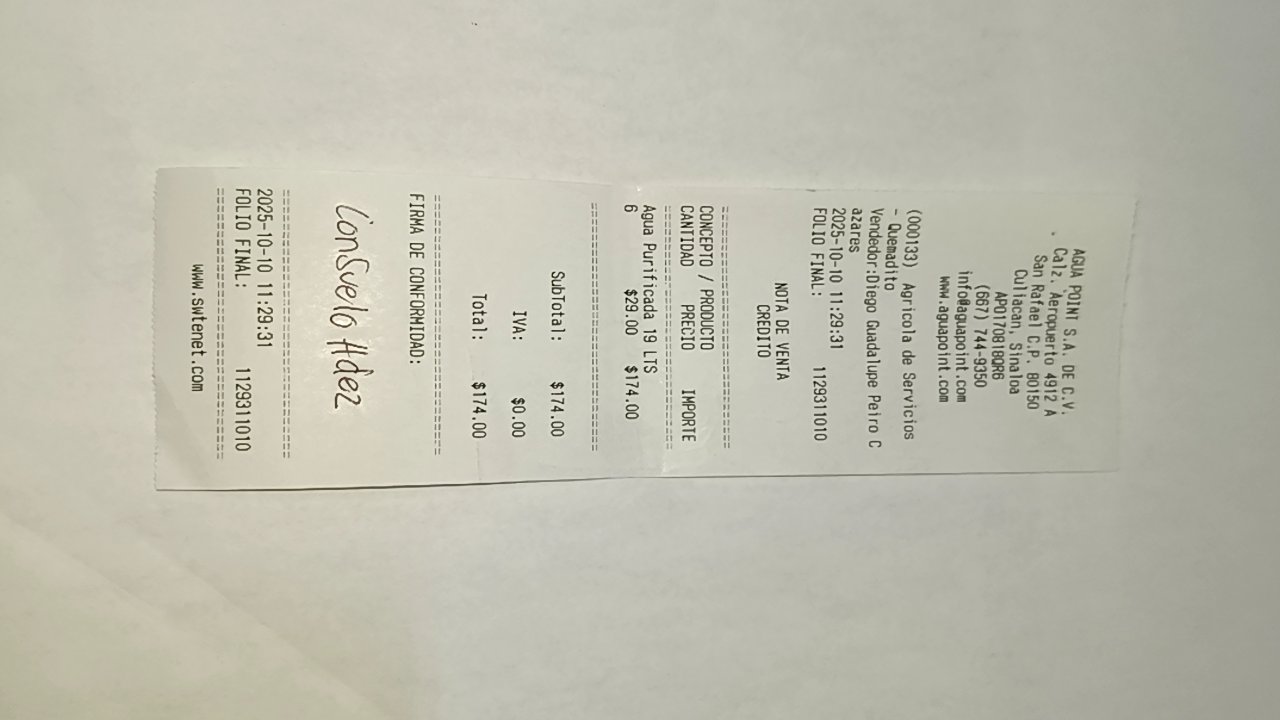 AGUA POINT S.A. DE C.V.
Calz. Aeropuerto 4912 A
San Rafael C.P. 80150
Culiacan, Sinaloa
APO170818QR6
(667) 744-9350
info@aguapoint.com
www.aguapoint.com
(000133) Agricola de Servicios
- Quemadito
Vendedor:Diego Guadalupe Peiro C
azares
2025-10-10 11:29:31
FOLIO FINAL: 1129311010
NOTA DE VENTA
CREDITO
================================
CONCEPTO / PRODUCTO
CANTIDAD PRECIO IMPORTE
================================
Agua Purificada 19 LTS
6 $29.00 $174.00
================================
SubTotal: $174.00
IVA: $0.00
Total: $174.00
================================
FIRMA DE CONFORMIDAD:
Consuelo Hdez
================================
2025-10-10 11:29:31
FOLIO FINAL: 1129311010
================================
www.swtenet.com